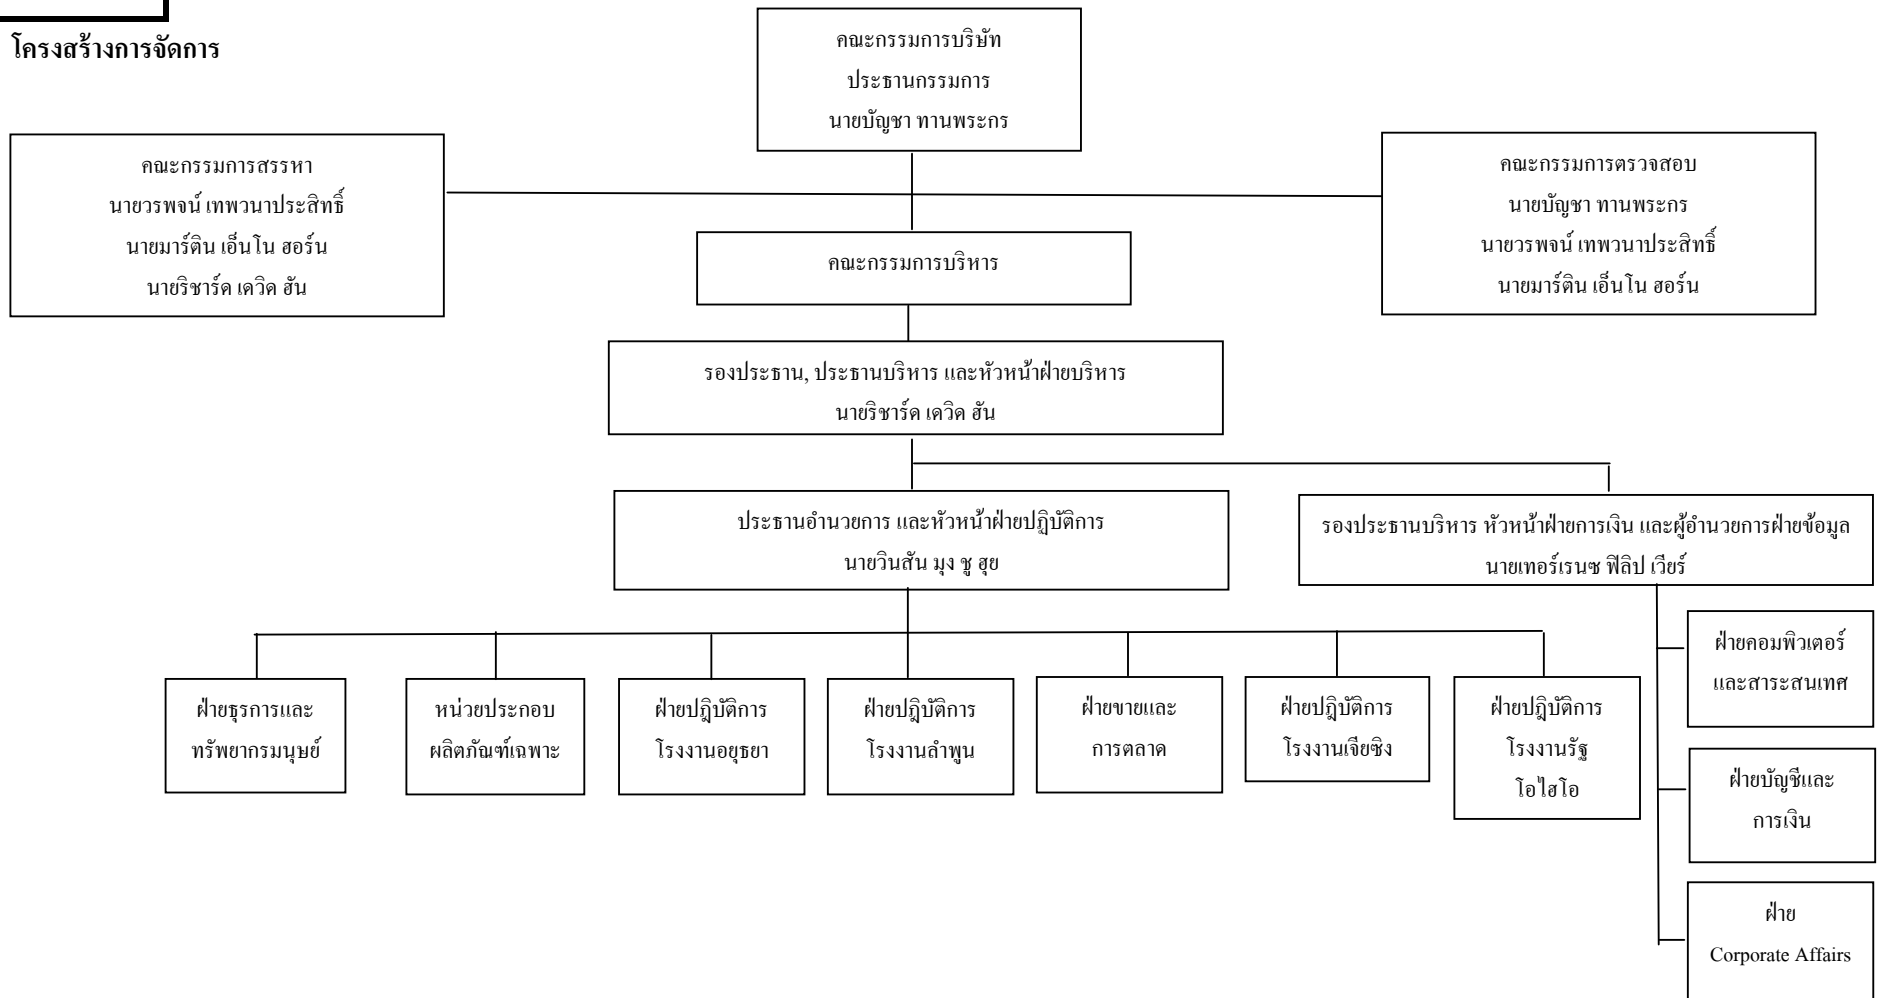 โครงสร้างการจัดการ
คณะกรรมการบริษัท
ประธานกรรมการ
นายบัญชา ทานพระกร
คณะกรรมการสรรหา
นายวรพจน์ เทพวนาประสิทธิ์
นายมาร์ติน เอ็นโน ฮอร์น
นายริชาร์ด เดวิด ฮัน
คณะกรรมการตรวจสอบ
นายบัญชา ทานพระกร
นายวรพจน์ เทพวนาประสิทธิ์
นายมาร์ติน เอ็นโน ฮอร์น
คณะกรรมการบริหาร
รองประธาน, ประธานบริหาร และหัวหน้าฝ่ายบริหาร
นายริชาร์ด เดวิด ฮัน
ประธานอำนวยการ และหัวหน้าฝ่ายปฏิบัติการ
นายวินสัน มุง ชู ฮุย
รองประธานบริหาร หัวหน้าฝ่ายการเงิน และผู้อำนวยการฝ่ายข้อมูล
นายเทอร์เรนซ ฟิลิป เวียร์
ฝ่ายธุรการและ
ทรัพยากรมนุษย์
หน่วยประกอบ
ผลิตภัณฑ์เฉพาะ
ฝ่ายปฎิบัติการ
โรงงานอยุธยา
ฝ่ายปฎิบัติการ
โรงงานลำพูน
ฝ่ายขายและ
การตลาด
ฝ่ายปฎิบัติการ
โรงงานเจียซิง
ฝ่ายปฎิบัติการ
โรงงานรัฐ
โอไฮโอ
ฝ่ายคอมพิวเตอร์
และสาระสนเทศ
ฝ่ายบัญชีและ
การเงิน
ฝ่าย
Corporate Affairs